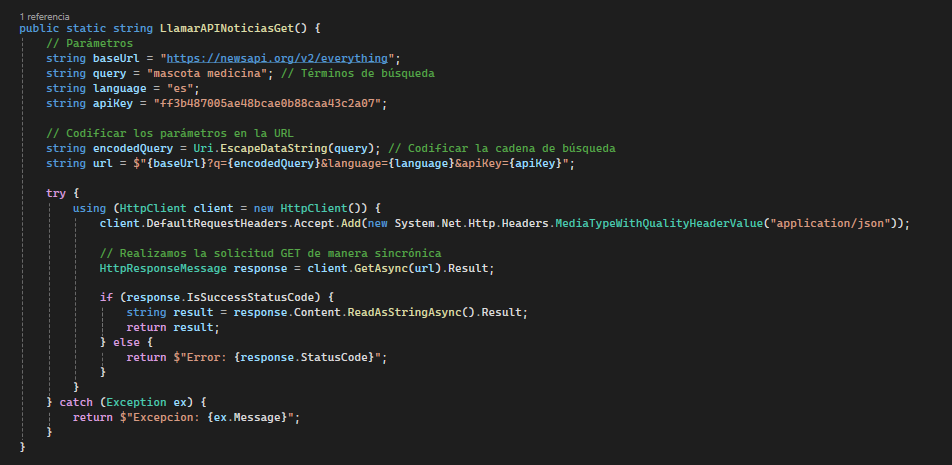 1 referencia
public static string LlamarAPINoticiasGet() {
// Parámetros
string baseUrl = "https://newsapi.org/v2/everything";
string query = "mascota medicina"; // Términos de búsqueda
string language = "es";
string apiKey = "ff3b487005ae48bcae0b88caa43c2a07";
// Codificar los parámetros en la URL
string encodedQuery = Uri.EscapeDataString(query); // Codificar la cadena de búsqueda
string url = $"{baseUrl}?q={encodedQuery}&language={language}&apiKey={apiKey}";
try {
using (HttpClient client = new HttpClient()) {
client.DefaultRequestHeaders.Accept.Add(new System.Net.Http.Headers.MediaTypeWithQualityHeaderValue("application/json"));
// Realizamos la solicitud GET de manera sincrónica
HttpResponseMessage response = client.GetAsync(url).Result;
if (response.IsSuccessStatusCode) {
string result = response.Content.ReadAsStringAsync().Result;
return result;
} else {
return $"Error: {response.StatusCode}";
}
}
} catch (Exception ex) {
return $"Excepcion: {ex.Message}";
}
}